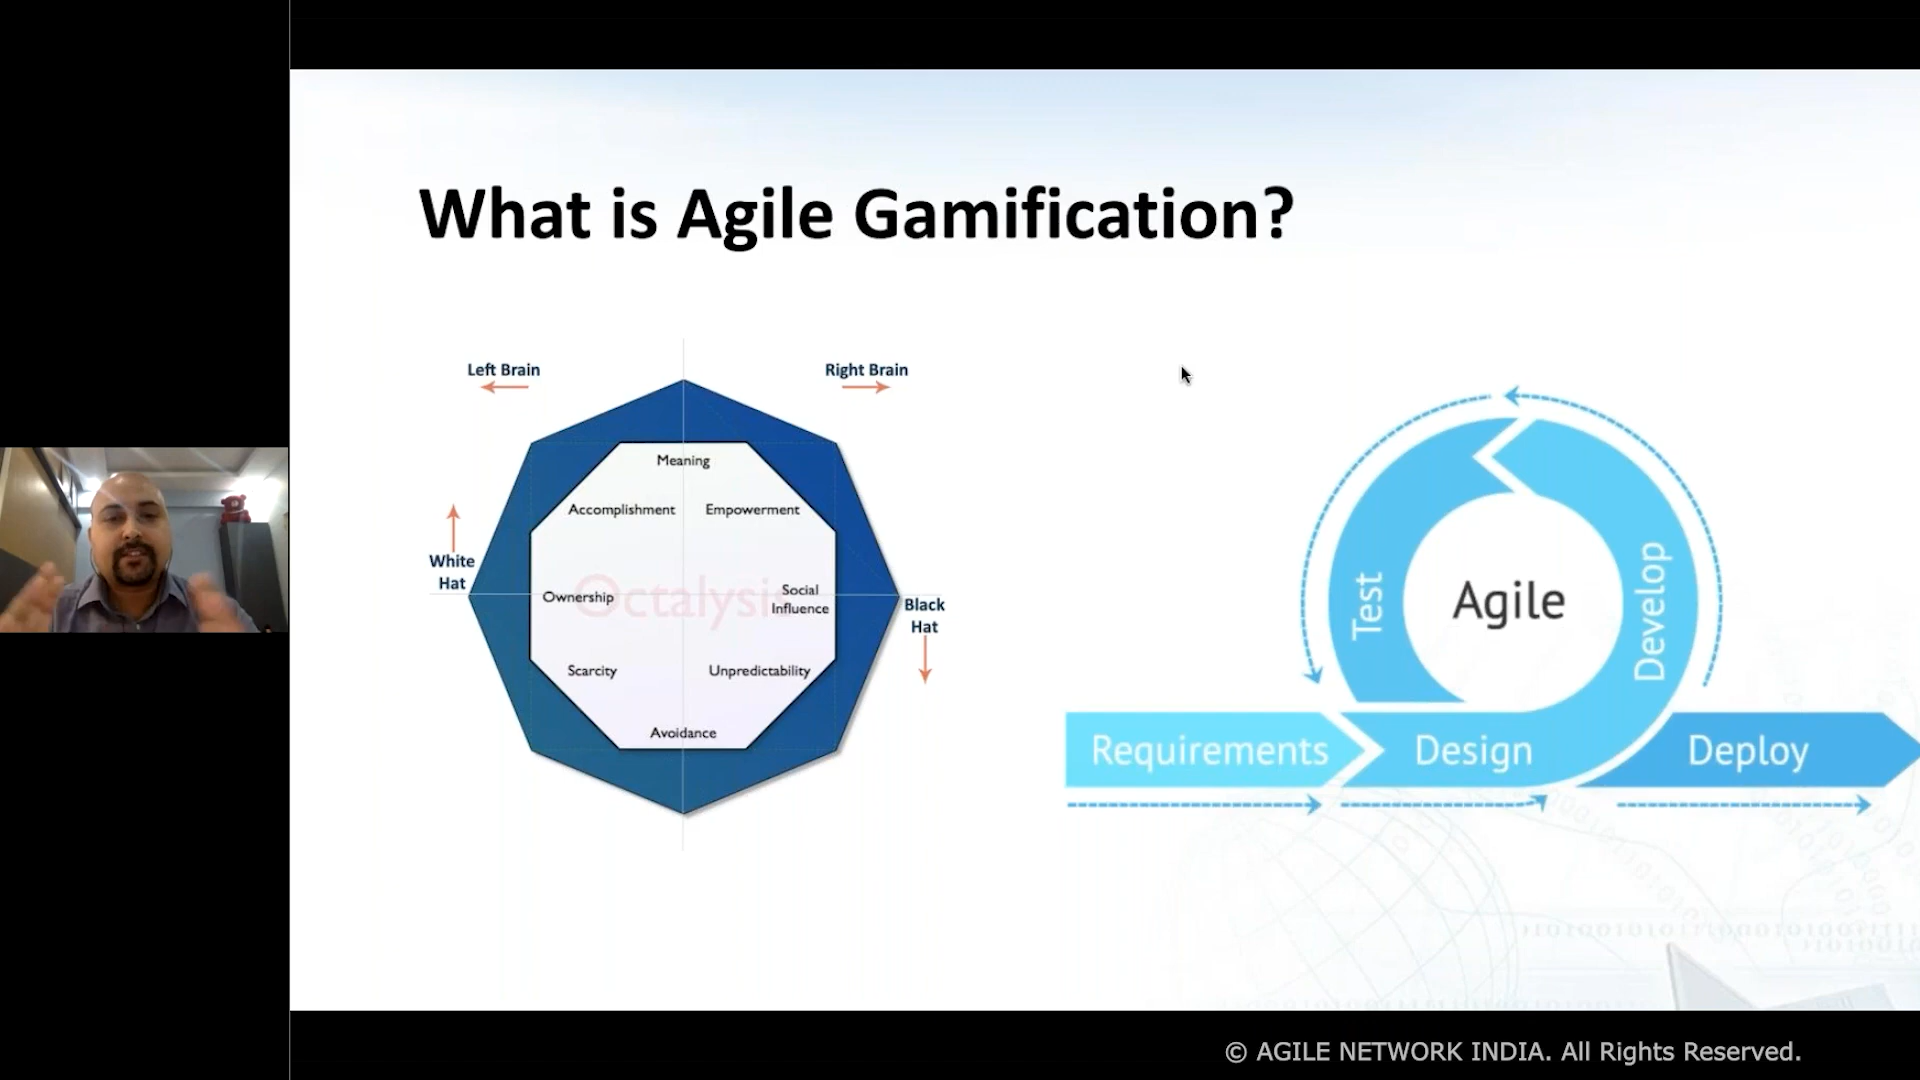 What is Agile Gamification?
Left Brain
Right Brain
Meaning
Accomplishment
Empowerment
White
Hat
Octalysis
Ownership
Social
Influence
Black
Hat
Scarcity
Unpredictability
Avoidance
Test
Agile
Develop
Requirements
Design
Deploy
© AGILE NETWORK INDIA. All Rights Reserved.